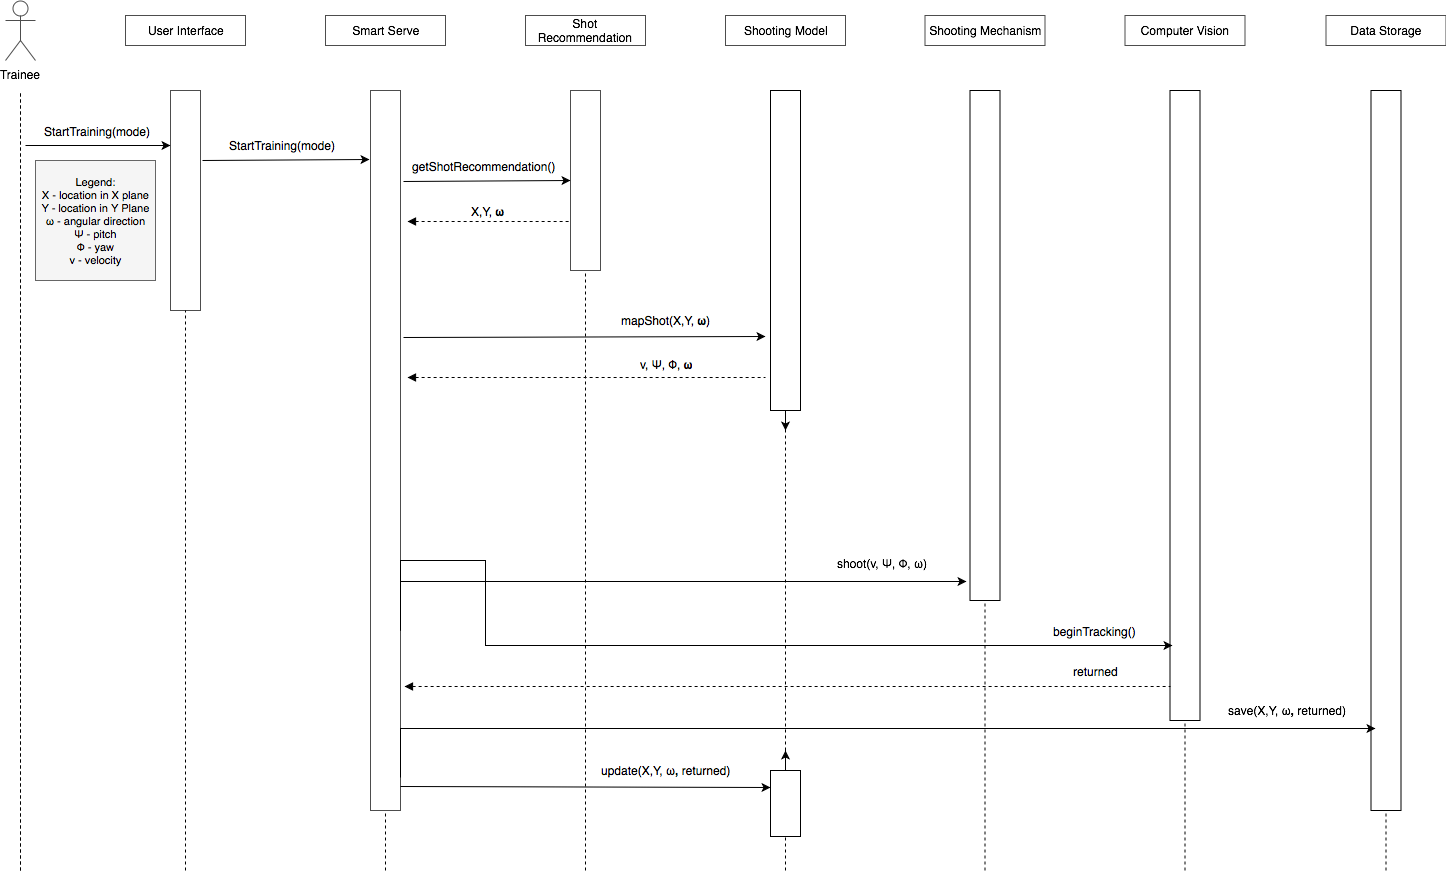 Trainee
User Interface
Smart Serve
Shot
Recommendation
Shooting Model
Shooting Mechanism
Computer Vision
Data Storage
StartTraining(mode)
StartTraining(mode)
getShotRecommendation()
Legend:
X - location in X plane
Y - location in Y Plane
ω - angular direction
Ψ - pitch
Φ - yaw
v - velocity
X,Y, ω
mapShot(X,Y, ω)
v, Ψ, Φ, ω
shoot(v, Ψ, Φ, ω)
beginTracking()
returned
save(X,Y, ω, returned)
update(X,Y, ω, returned)